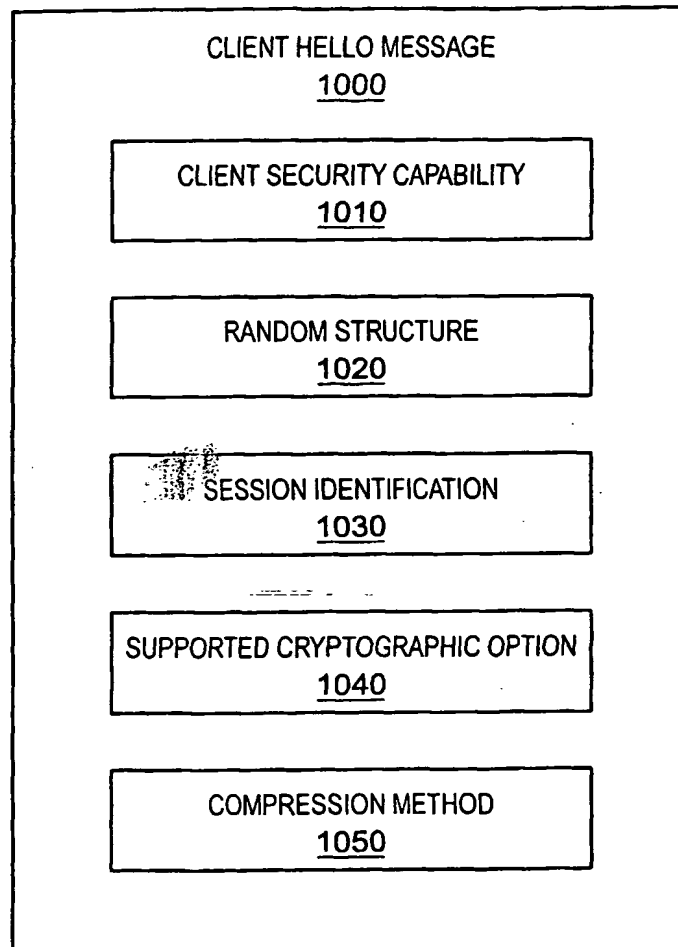 CLIENT HELLO MESSAGE
1000
CLIENT SECURITY CAPABILITY
1010
RANDOM STRUCTURE
1020
SESSION IDENTIFICATION
1030
SUPPORTED CRYPTOGRAPHIC OPTION
1040
COMPRESSION METHOD
1050